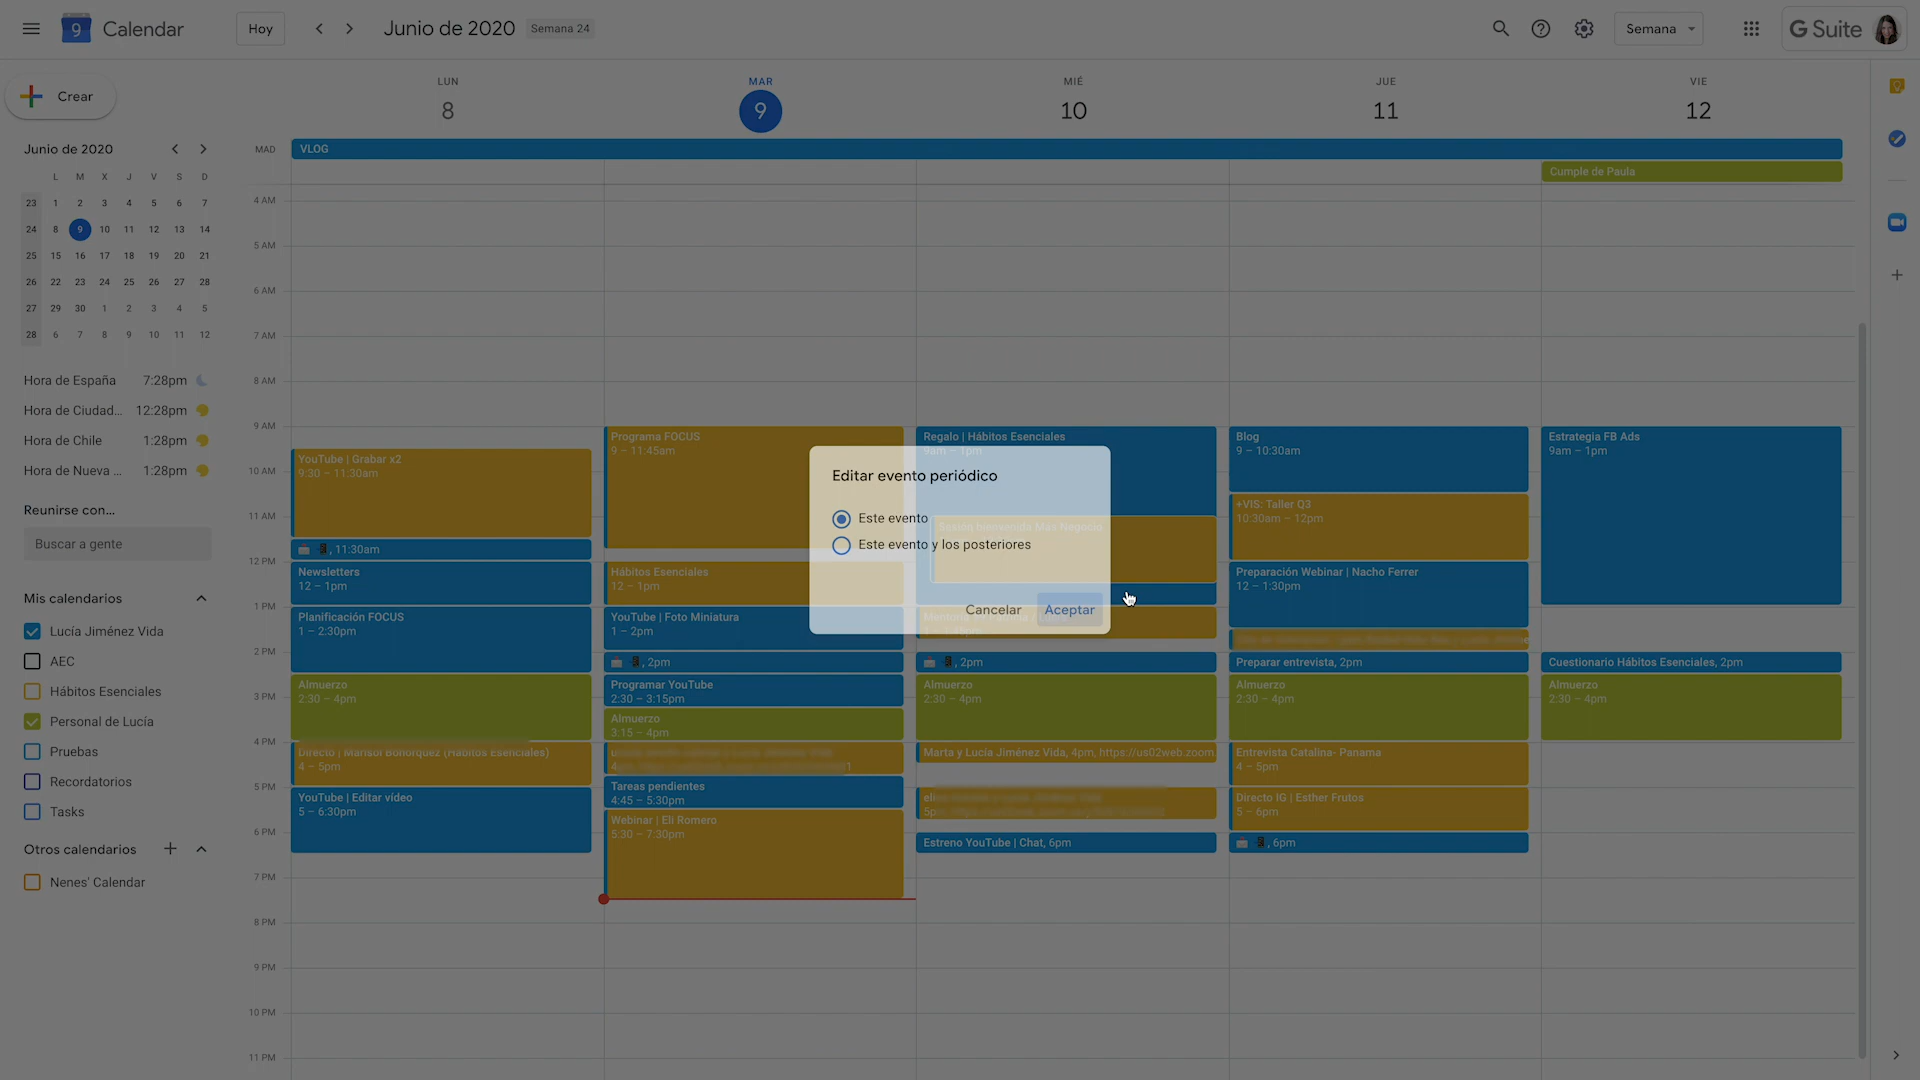 9
Calendar
Hoy
Junio de 2020
Semana 24
Semana
G Suite
Crear
LUN
8
MAR
9
MIÉ
10
JUE
11
VIE
12
Junio de 2020
L M X J V S D
23 1 2 3 4 5 6 7
24 8 9 10 11 12 13 14
25 15 16 17 18 19 20 21
26 22 23 24 25 26 27 28
27 29 30 1 2 3 4 5
28 6 7 8 9 10 11 12
Hora de España 7:28pm
Hora de Ciudad... 12:28pm
Hora de Chile 1:28pm
Hora de Nueva ... 1:28pm
Reunirse con...
Buscar a gente
Mis calendarios
Lucía Jiménez Vida
AEC
Hábitos Esenciales
Personal de Lucía
Pruebas
Recordatorios
Tasks
Otros calendarios
Nenes' Calendar
MAD
VLOG
Cumple de Paula
4 AM
5 AM
6 AM
7 AM
8 AM
9 AM
10 AM
11 AM
12 PM
1 PM
2 PM
3 PM
4 PM
5 PM
6 PM
7 PM
8 PM
9 PM
10 PM
11 PM
YouTube | Grabar x2
9:30 – 11:30am
, 11:30am
Newsletters
12 – 1pm
Planificación FOCUS
1 – 2:30pm
Almuerzo
2:30 – 4pm
Directo | Marisol Bohorquez (Hábitos Esenciales)
4 – 5pm
YouTube | Editar vídeo
5 – 6:30pm
Programa FOCUS
9 – 11:45am
Hábitos Esenciales
12 – 1pm
YouTube | Foto Miniatura
1 – 2pm
, 2pm
Programar YouTube
2:30 – 3:15pm
Almuerzo
3:15 – 4pm
Tareas pendientes
4:45 – 5:30pm
Webinar | Eli Romero
5:30 – 7:30pm
Regalo | Hábitos Esenciales
9am – 1pm
Sesión bienvenida Más Negocio
, 2pm
Almuerzo
2:30 – 4pm
Marta y Lucia Jiménez Vida, 4pm, https://us02web.zoom.
Estreno YouTube | Chat, 6pm
Blog
9 – 10:30am
+VIS: Taller Q3
10:30am – 12pm
Preparación Webinar | Nacho Ferrer
12 – 1:30pm
Preparar entrevista, 2pm
Almuerzo
2:30 – 4pm
Entrevista Catalina- Panama
4 – 5pm
Directo IG | Esther Frutos
5 – 6pm
, 6pm
Estrategia FB Ads
9am – 1pm
Cuestionario Hábitos Esenciales, 2pm
Almuerzo
2:30 – 4pm
Editar evento periódico
Este evento
Este evento y los posteriores
Cancelar
Aceptar